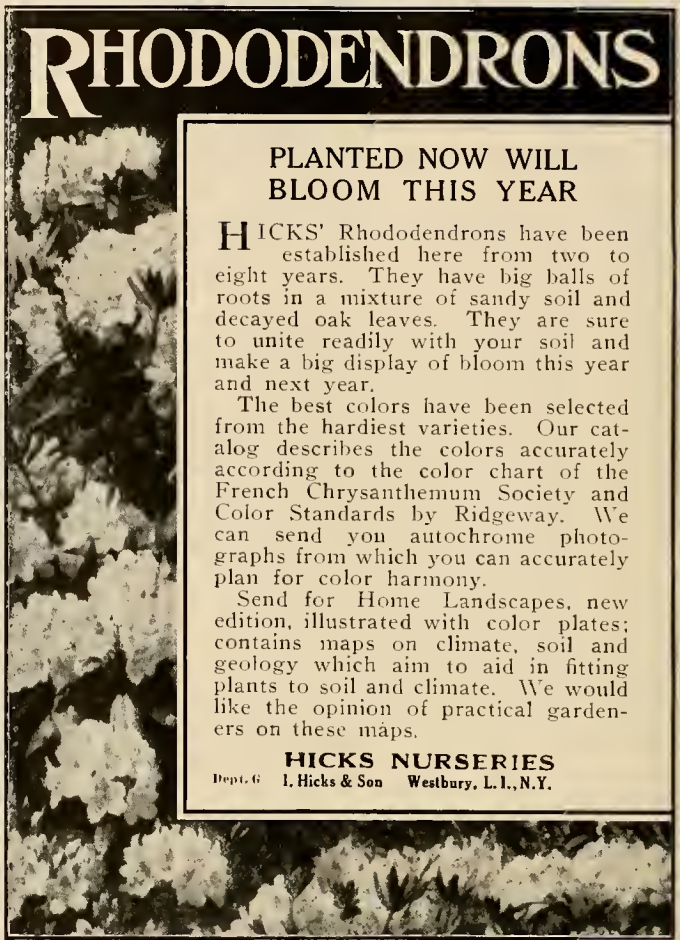 RHODODENDRONS
PLANTED NOW WILL
BLOOM THIS YEAR
HICKS' Rhododendrons have been
established here from two to
eight years. They have big balls of
roots in a mixture of sandy soil and
decayed oak leaves. They are sure
to unite readily with your soil and
make a big display of bloom this year
and next year.
The best colors have been selected
from the hardiest varieties. Our cat-
alog describes the colors accurately
according to the color chart of the
French Chrysanthemum Society and
Color Standards by Ridgeway. We
can send you autochrome photo-
graphs from which you can accurately
plan for color harmony.
Send for Home Landscapes, new
edition, illustrated with color plates;
contains maps on climate, soil and
geology which aim to aid in fitting
plants to soil and climate. We would
like the opinion of practical garden-
ers on these maps.
HICKS NURSERIES
Dept. G I. Hicks & Son Westbury, L. I., N.Y.